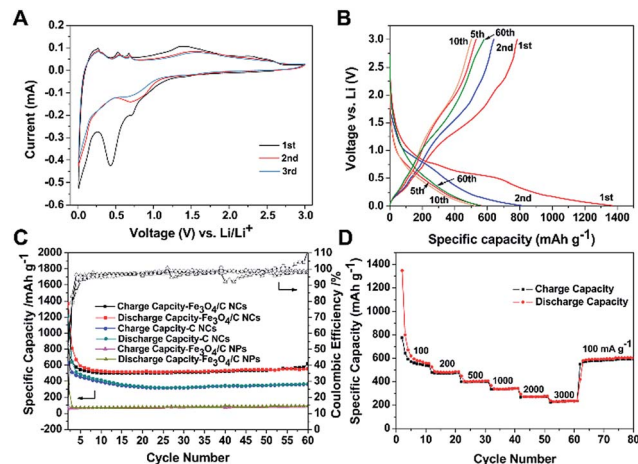 A
0.2
0.1
0.0
-0.1
-0.2
-0.3
-0.4
-0.5
-0.6
Current (mA)
1st
2nd
3rd
0.0 0.5 1.0 1.5 2.0 2.5 3.0
Voltage (V) vs. Li/Li+
B
3.0
2.5
2.0
1.5
1.0
0.5
0.0
Voltage vs. Li (V)
10th
5th
60th
2nd
1st
5th
10th
60th
2nd
1st
0 200 400 600 800 1000 1200 1400
Specific capacity (mAh g-1)
C
2000
1800
1600
1400
1200
1000
800
600
400
200
0
Specific Capacity /mAh g-1
Charge Capcity-Fe3O4/C NCs
Discharge Capcity-Fe3O4/C NCs
Charge Capcity-C NCs
Discharge Capcity-C NCs
Charge Capcity-Fe3O4/C NPs
Discharge Capcity-Fe3O4/C NPs
100
90
80
70
60
50
40
30
20
10
0
Coulombic Efficiency /%
5 10 15 20 25 30 35 40 45 50 55 60
Cycle Number
D
1600
1400
1200
1000
800
600
400
200
0
Specific Capacity (mAh g-1)
Charge Capacity
Discharge Capacity
100
200
500
1000
2000
3000
100 mA g-1
0 10 20 30 40 50 60 70 80
Cycle Number